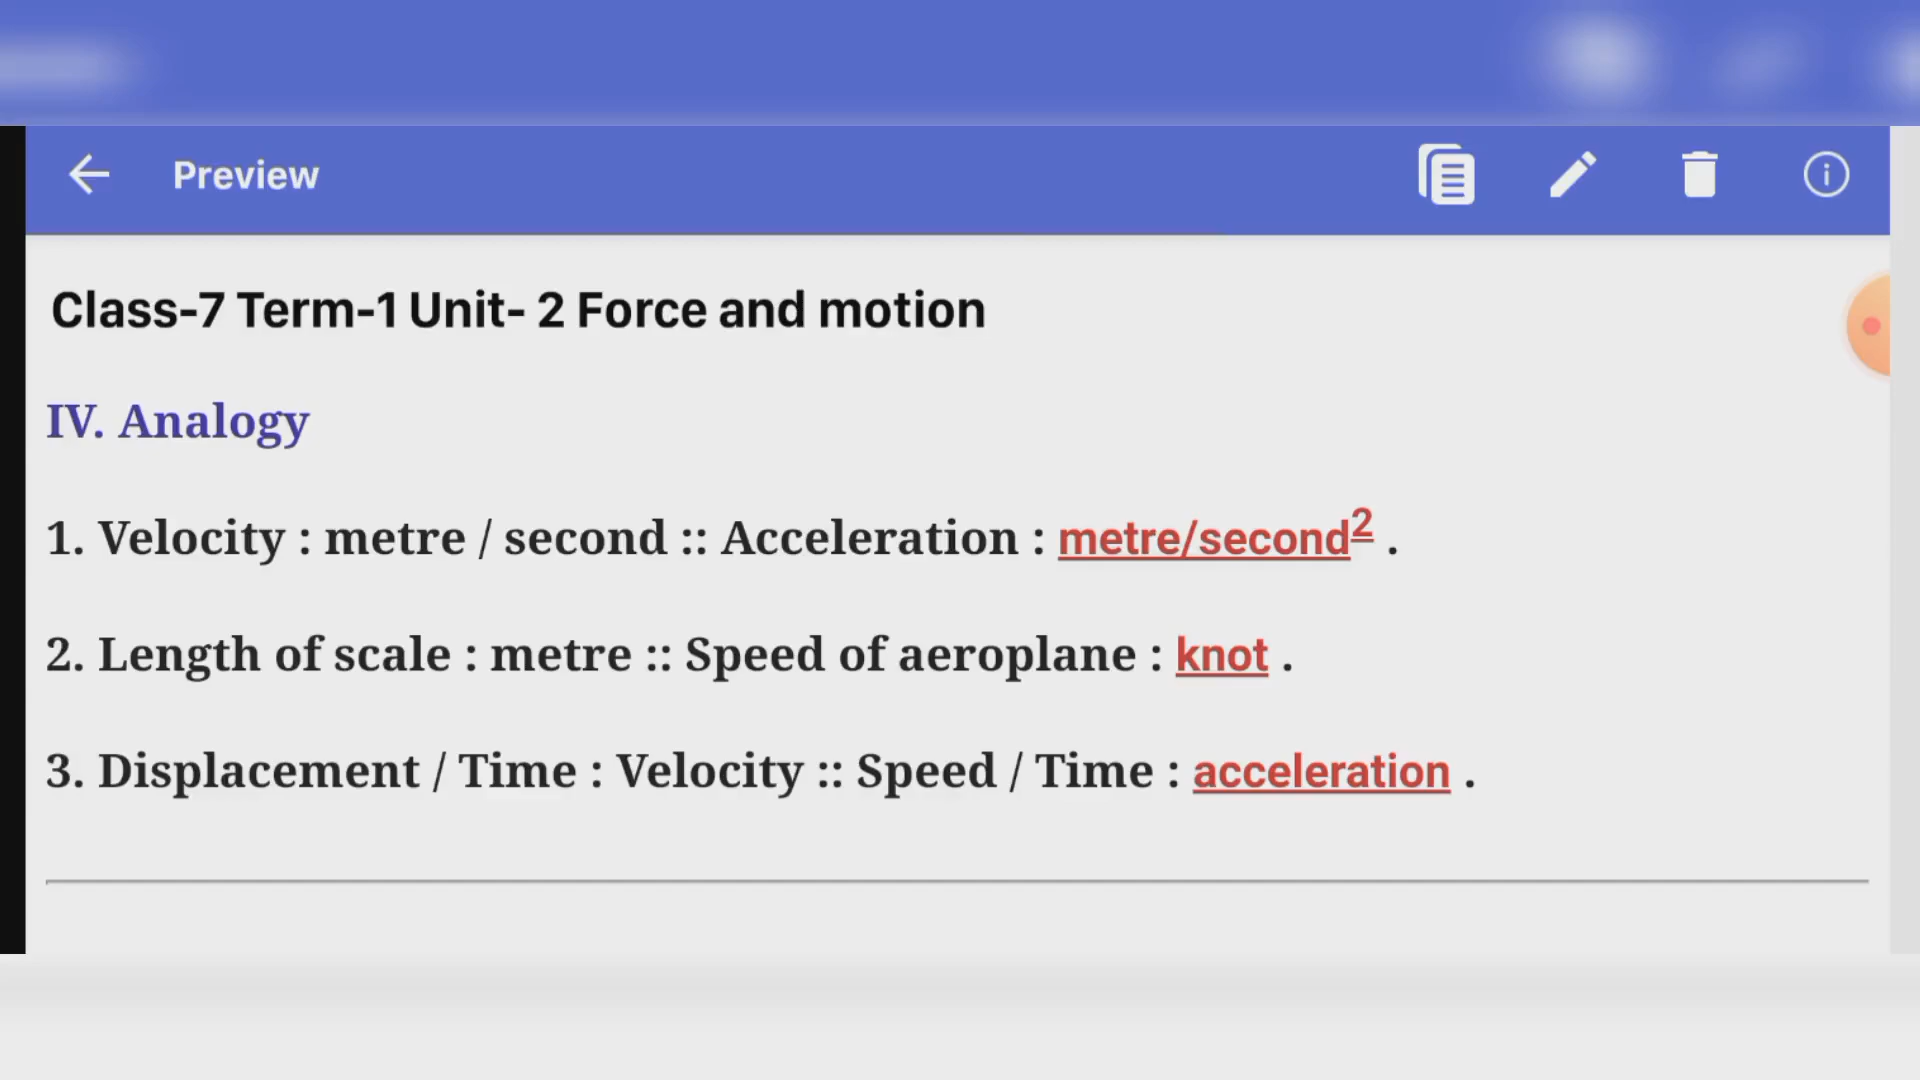 Preview
Class-7 Term-1 Unit- 2 Force and motion
IV. Analogy
1. Velocity : metre / second :: Acceleration : metre/second² .
2. Length of scale : metre :: Speed of aeroplane : knot .
3. Displacement / Time : Velocity :: Speed / Time : acceleration .